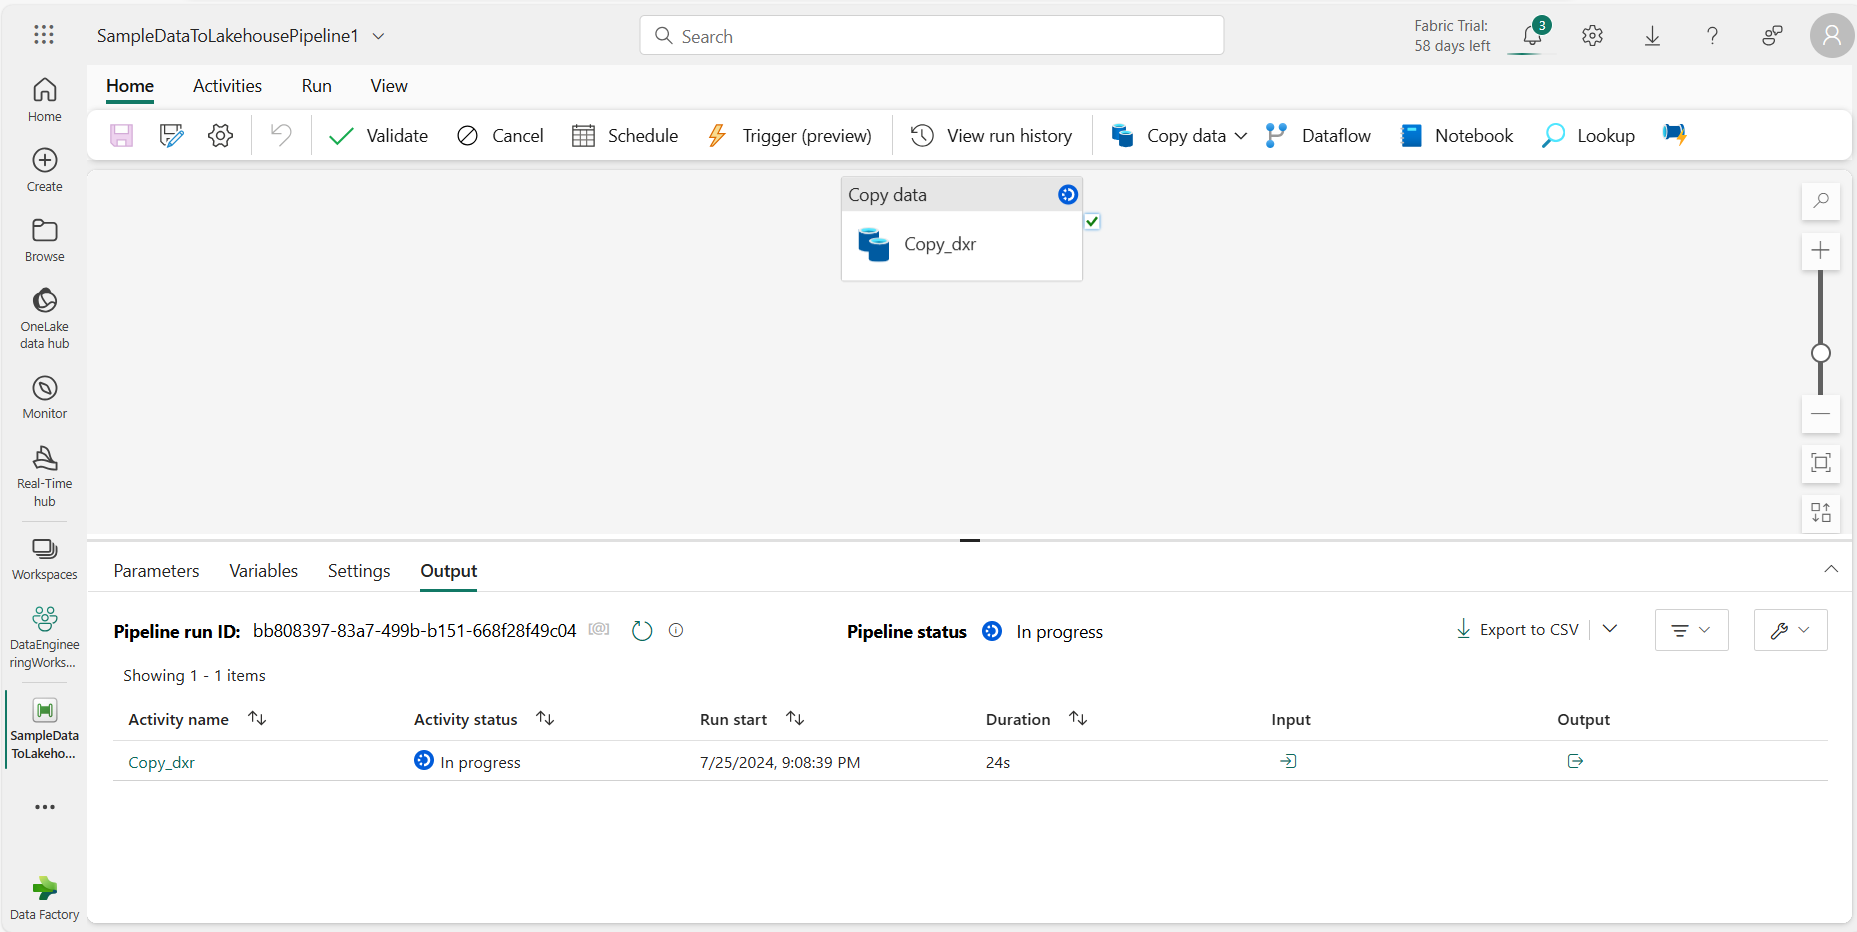 SampleDataToLakehousePipeline1
Search
Fabric Trial:
58 days left
3
Home
Activities
Run
View
Validate
Cancel
Schedule
Trigger (preview)
View run history
Copy data
Dataflow
Notebook
Lookup
Home
Create
Browse
OneLake
data hub
Monitor
Real-Time
hub
Workspaces
DataEnginee
ringWorks...
SampleData
ToLakeho...
Data Factory
Copy data
Copy_dxr
Parameters
Variables
Settings
Output
Pipeline run ID: bb808397-83a7-499b-b151-668f28f49c04 [@]
Pipeline status In progress
Export to CSV
Showing 1 - 1 items
Activity name
Activity status
Run start
Duration
Input
Output
Copy_dxr
In progress
7/25/2024, 9:08:39 PM
24s